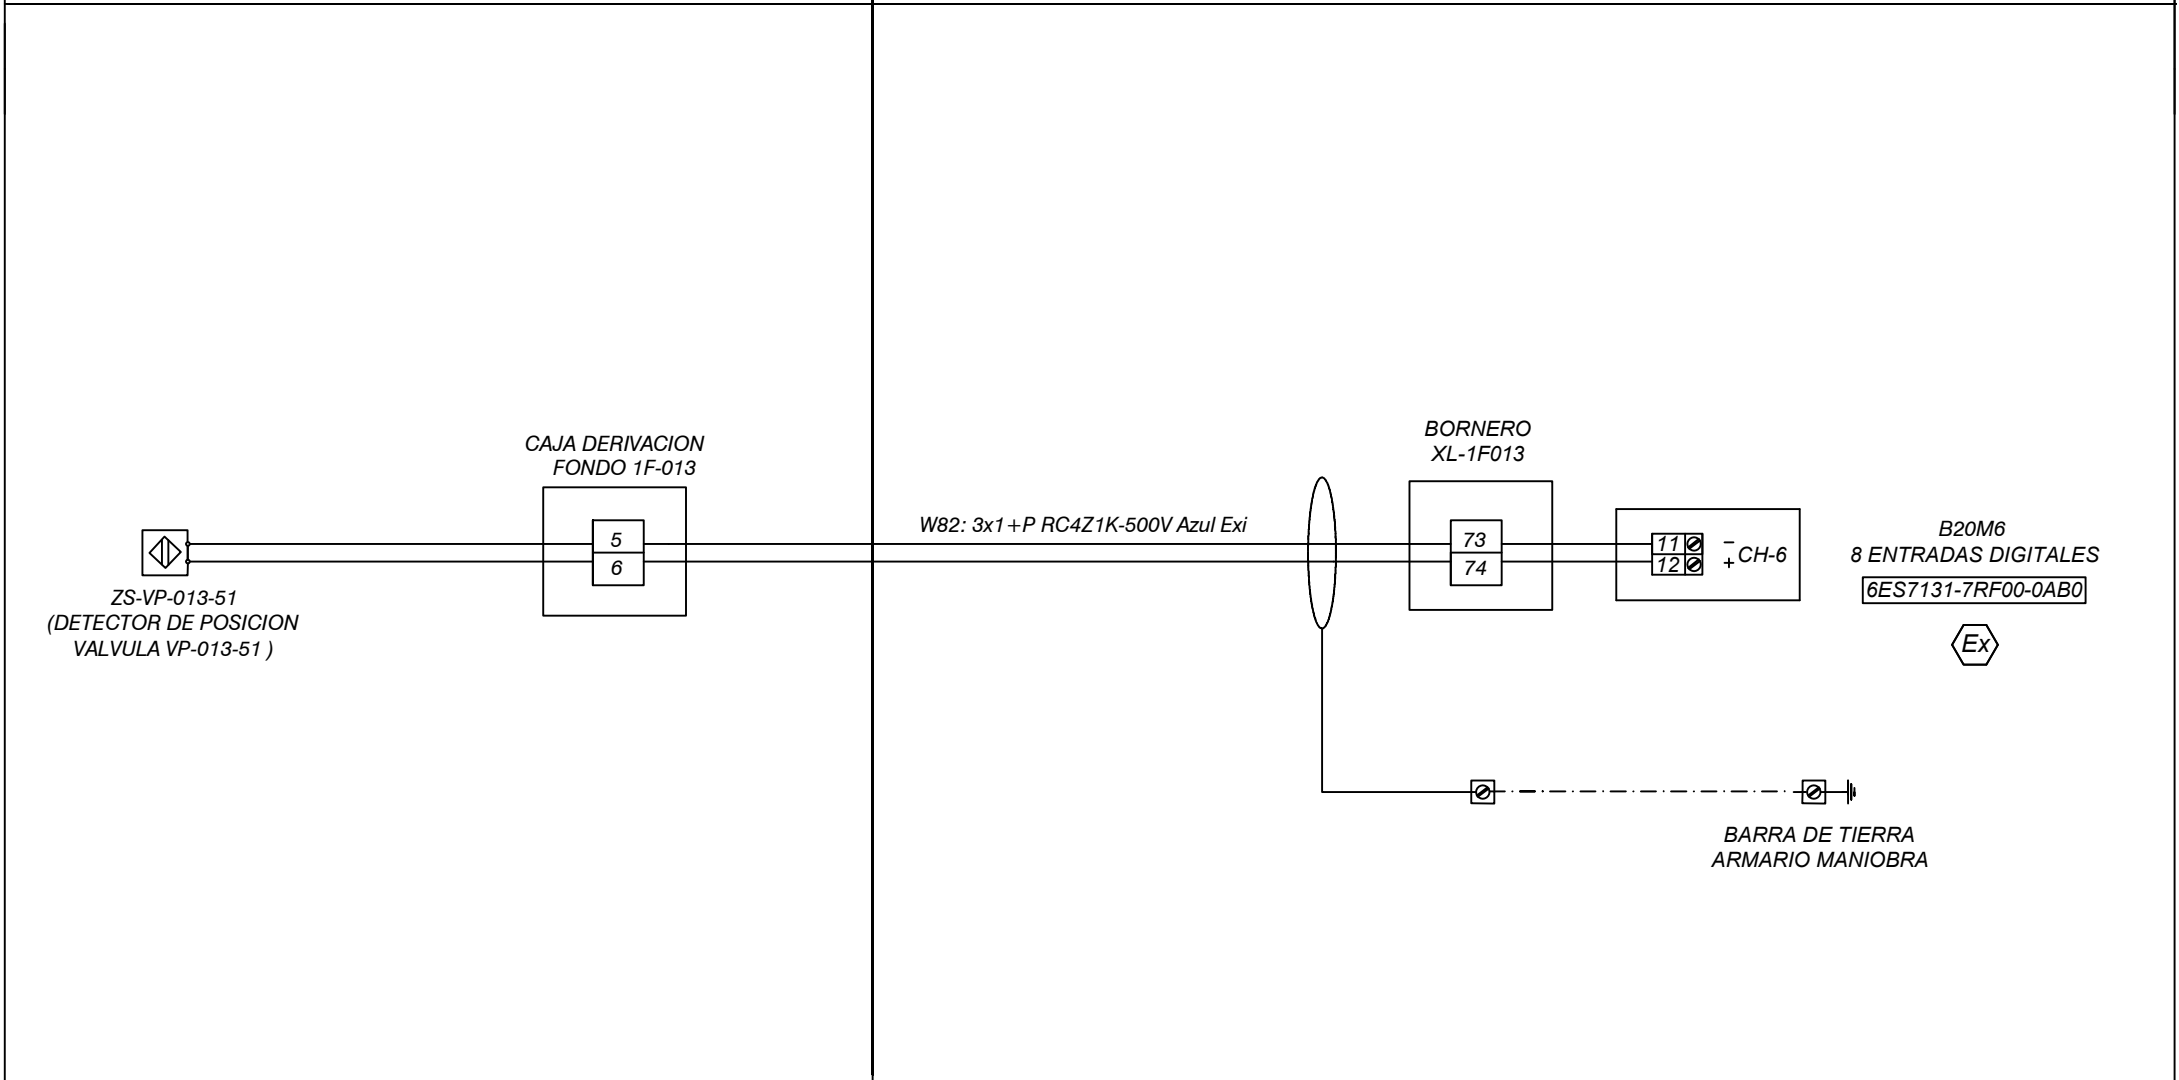 CAJA DERIVACION
FONDO 1F-013
5
6
ZS-VP-013-51
(DETECTOR DE POSICION
VALVULA VP-013-51 )
W82: 3x1+P RC4Z1K-500V Azul Exi
BORNERO
XL-1F013
73
74
11 −
12 + CH-6
B20M6
8 ENTRADAS DIGITALES
6ES7131-7RF00-0AB0
Ex
BARRA DE TIERRA
ARMARIO MANIOBRA